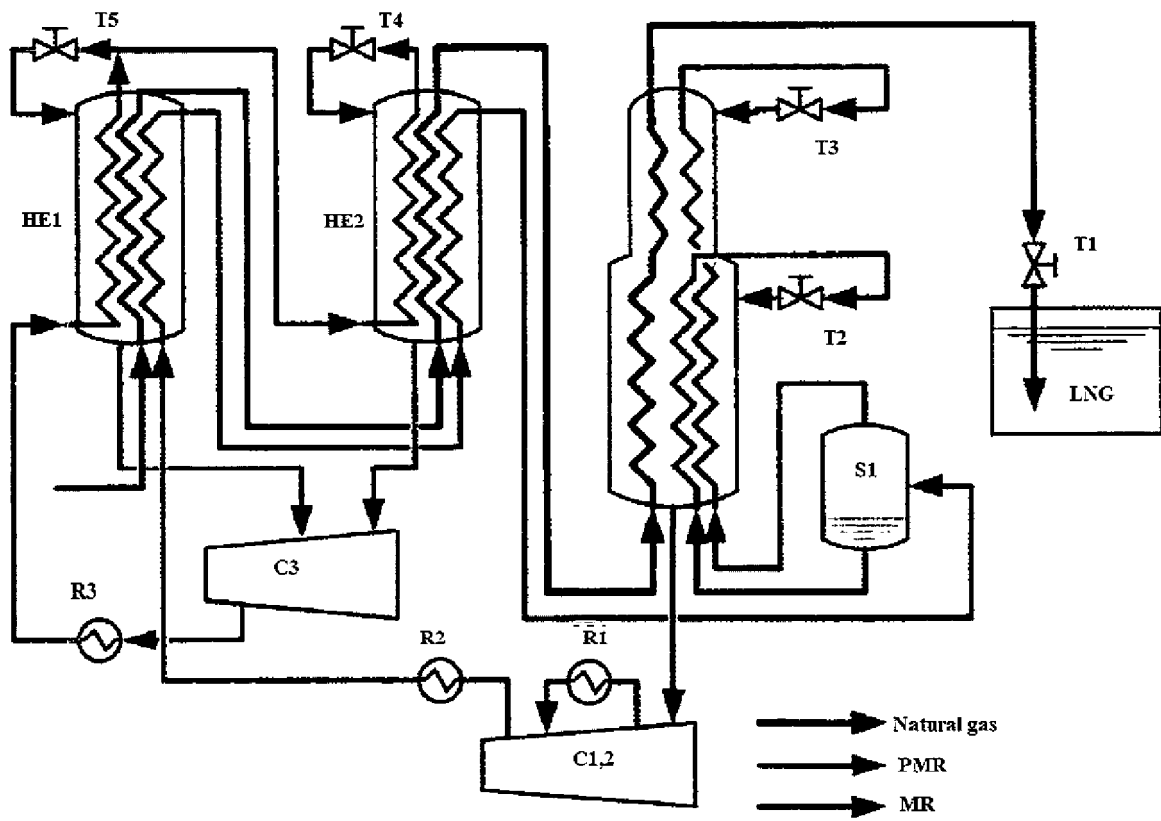 T5
T4
T3
HE1
HE2
T1
T2
LNG
S1
C3
R3
R2
R1
C1,2
Natural gas
PMR
MR